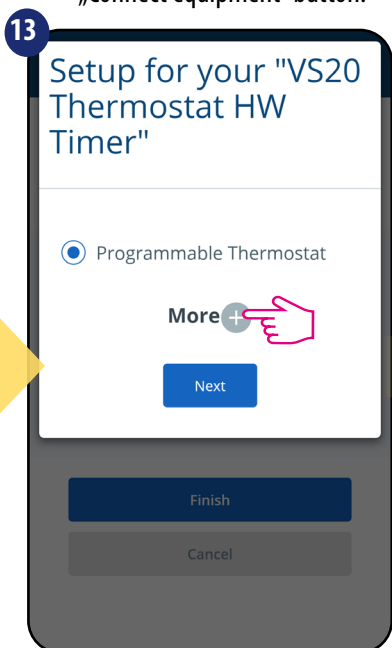 „connect equipment" button.
13
Setup for your "VS20
Thermostat HW
Timer"
Programmable Thermostat
More +
Next
Finish
Cancel